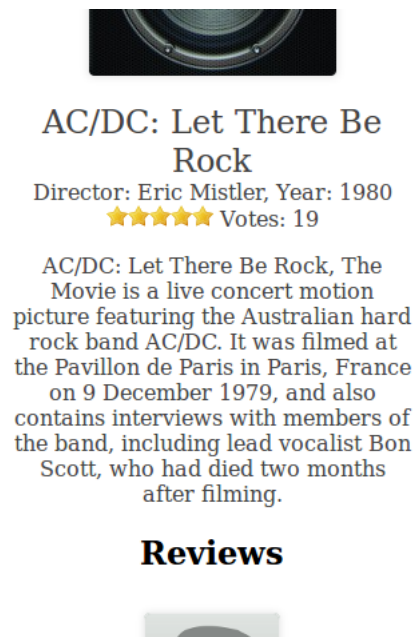 AC/DC: Let There Be
Rock
Director: Eric Mistler, Year: 1980
Votes: 19
AC/DC: Let There Be Rock, The
Movie is a live concert motion
picture featuring the Australian hard
rock band AC/DC. It was filmed at
the Pavillon de Paris in Paris, France
on 9 December 1979, and also
contains interviews with members of
the band, including lead vocalist Bon
Scott, who had died two months
after filming.
Reviews